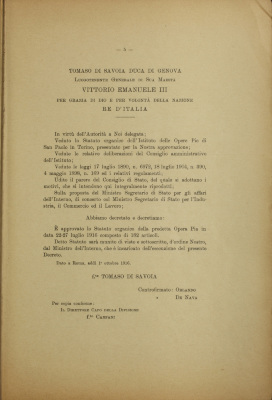 — 3 —
TOMASO DI SAVOIA DUCA DI GENOVA
Luogotenente Generale di Sua Maestà
VITTORIO EMANUELE III
PER GRAZIA DI DIO E PER VOLONTÀ DELLA NAZIONE
RE D'ITALIA
In virtù dell'Autorità a Noi delegata;
Veduto lo Statuto organico dell'Istituto delle Opere Pie di
San Paolo in Torino, presentato per la Nostra approvazione;
Vedute le relative deliberazioni del Consiglio amministrativo
dell'Istituto;
Vedute le leggi 17 luglio 1890, n. 6972, 18 luglio 1904, n. 390,
4 maggio 1898, n. 169 ed i relativi regolamenti;
Udito il parere del Consiglio di Stato, del quale si adottano i
motivi, che si intendono qui integralmente riprodotti;
Sulla proposta del Ministro Segretario di Stato per gli affari
dell'Interno, di concerto col Ministro Segretario di Stato per l'Indu-
stria, il Commercio ed il Lavoro;
Abbiamo decretato e decretiamo:
È approvato lo Statuto organico della predetta Opera Pia in
data luglio 1916 composto di articoli.
Detto Statuto sarà munito di visto e sottoscritto, d'ordine Nostro,
dal Ministro dell'Interno, che è incaricato dell'esecuzione del presente
Decreto.
Dato a Roma, addì 1° ottobre 1916.
TOMASO DI SAVOIA
Controfirmato: Orlando
» De Nava
Per copia conforme
Il Direttore Capo della Divisione